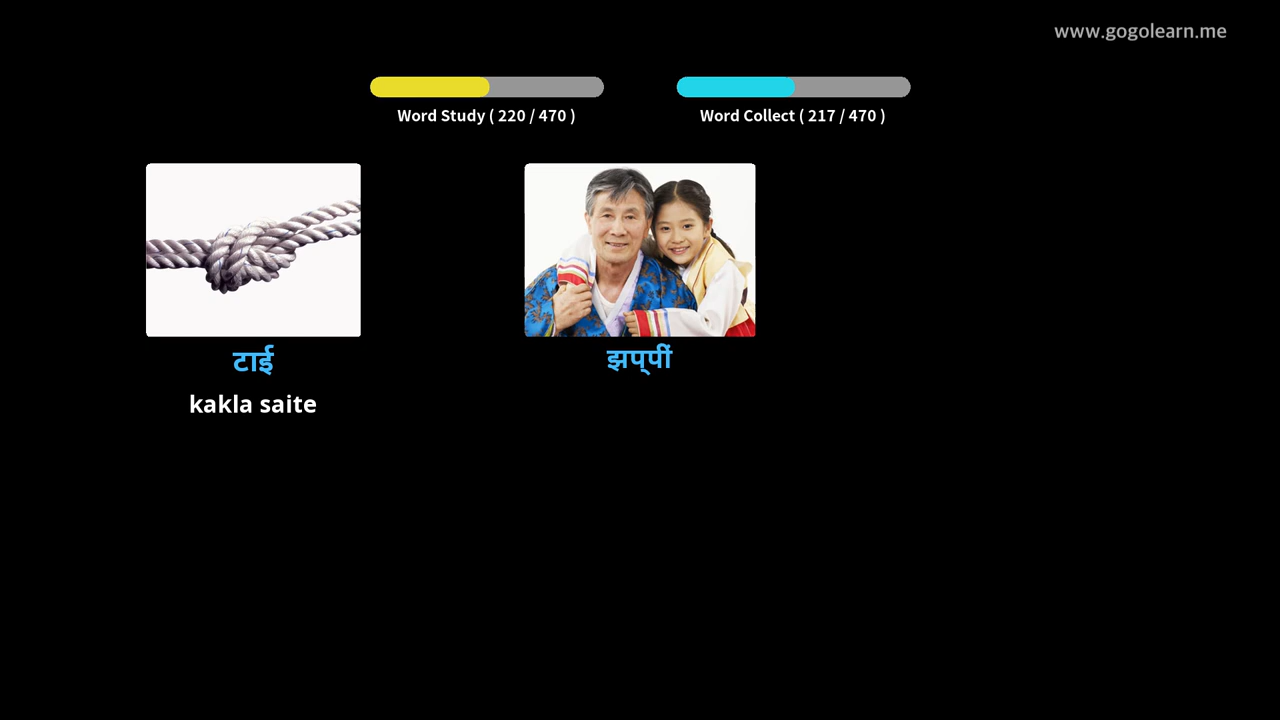 www.gogolearn.me
Word Study ( 220 / 470 )
Word Collect ( 217 / 470 )
टाई
झप्पीं
kakla saite